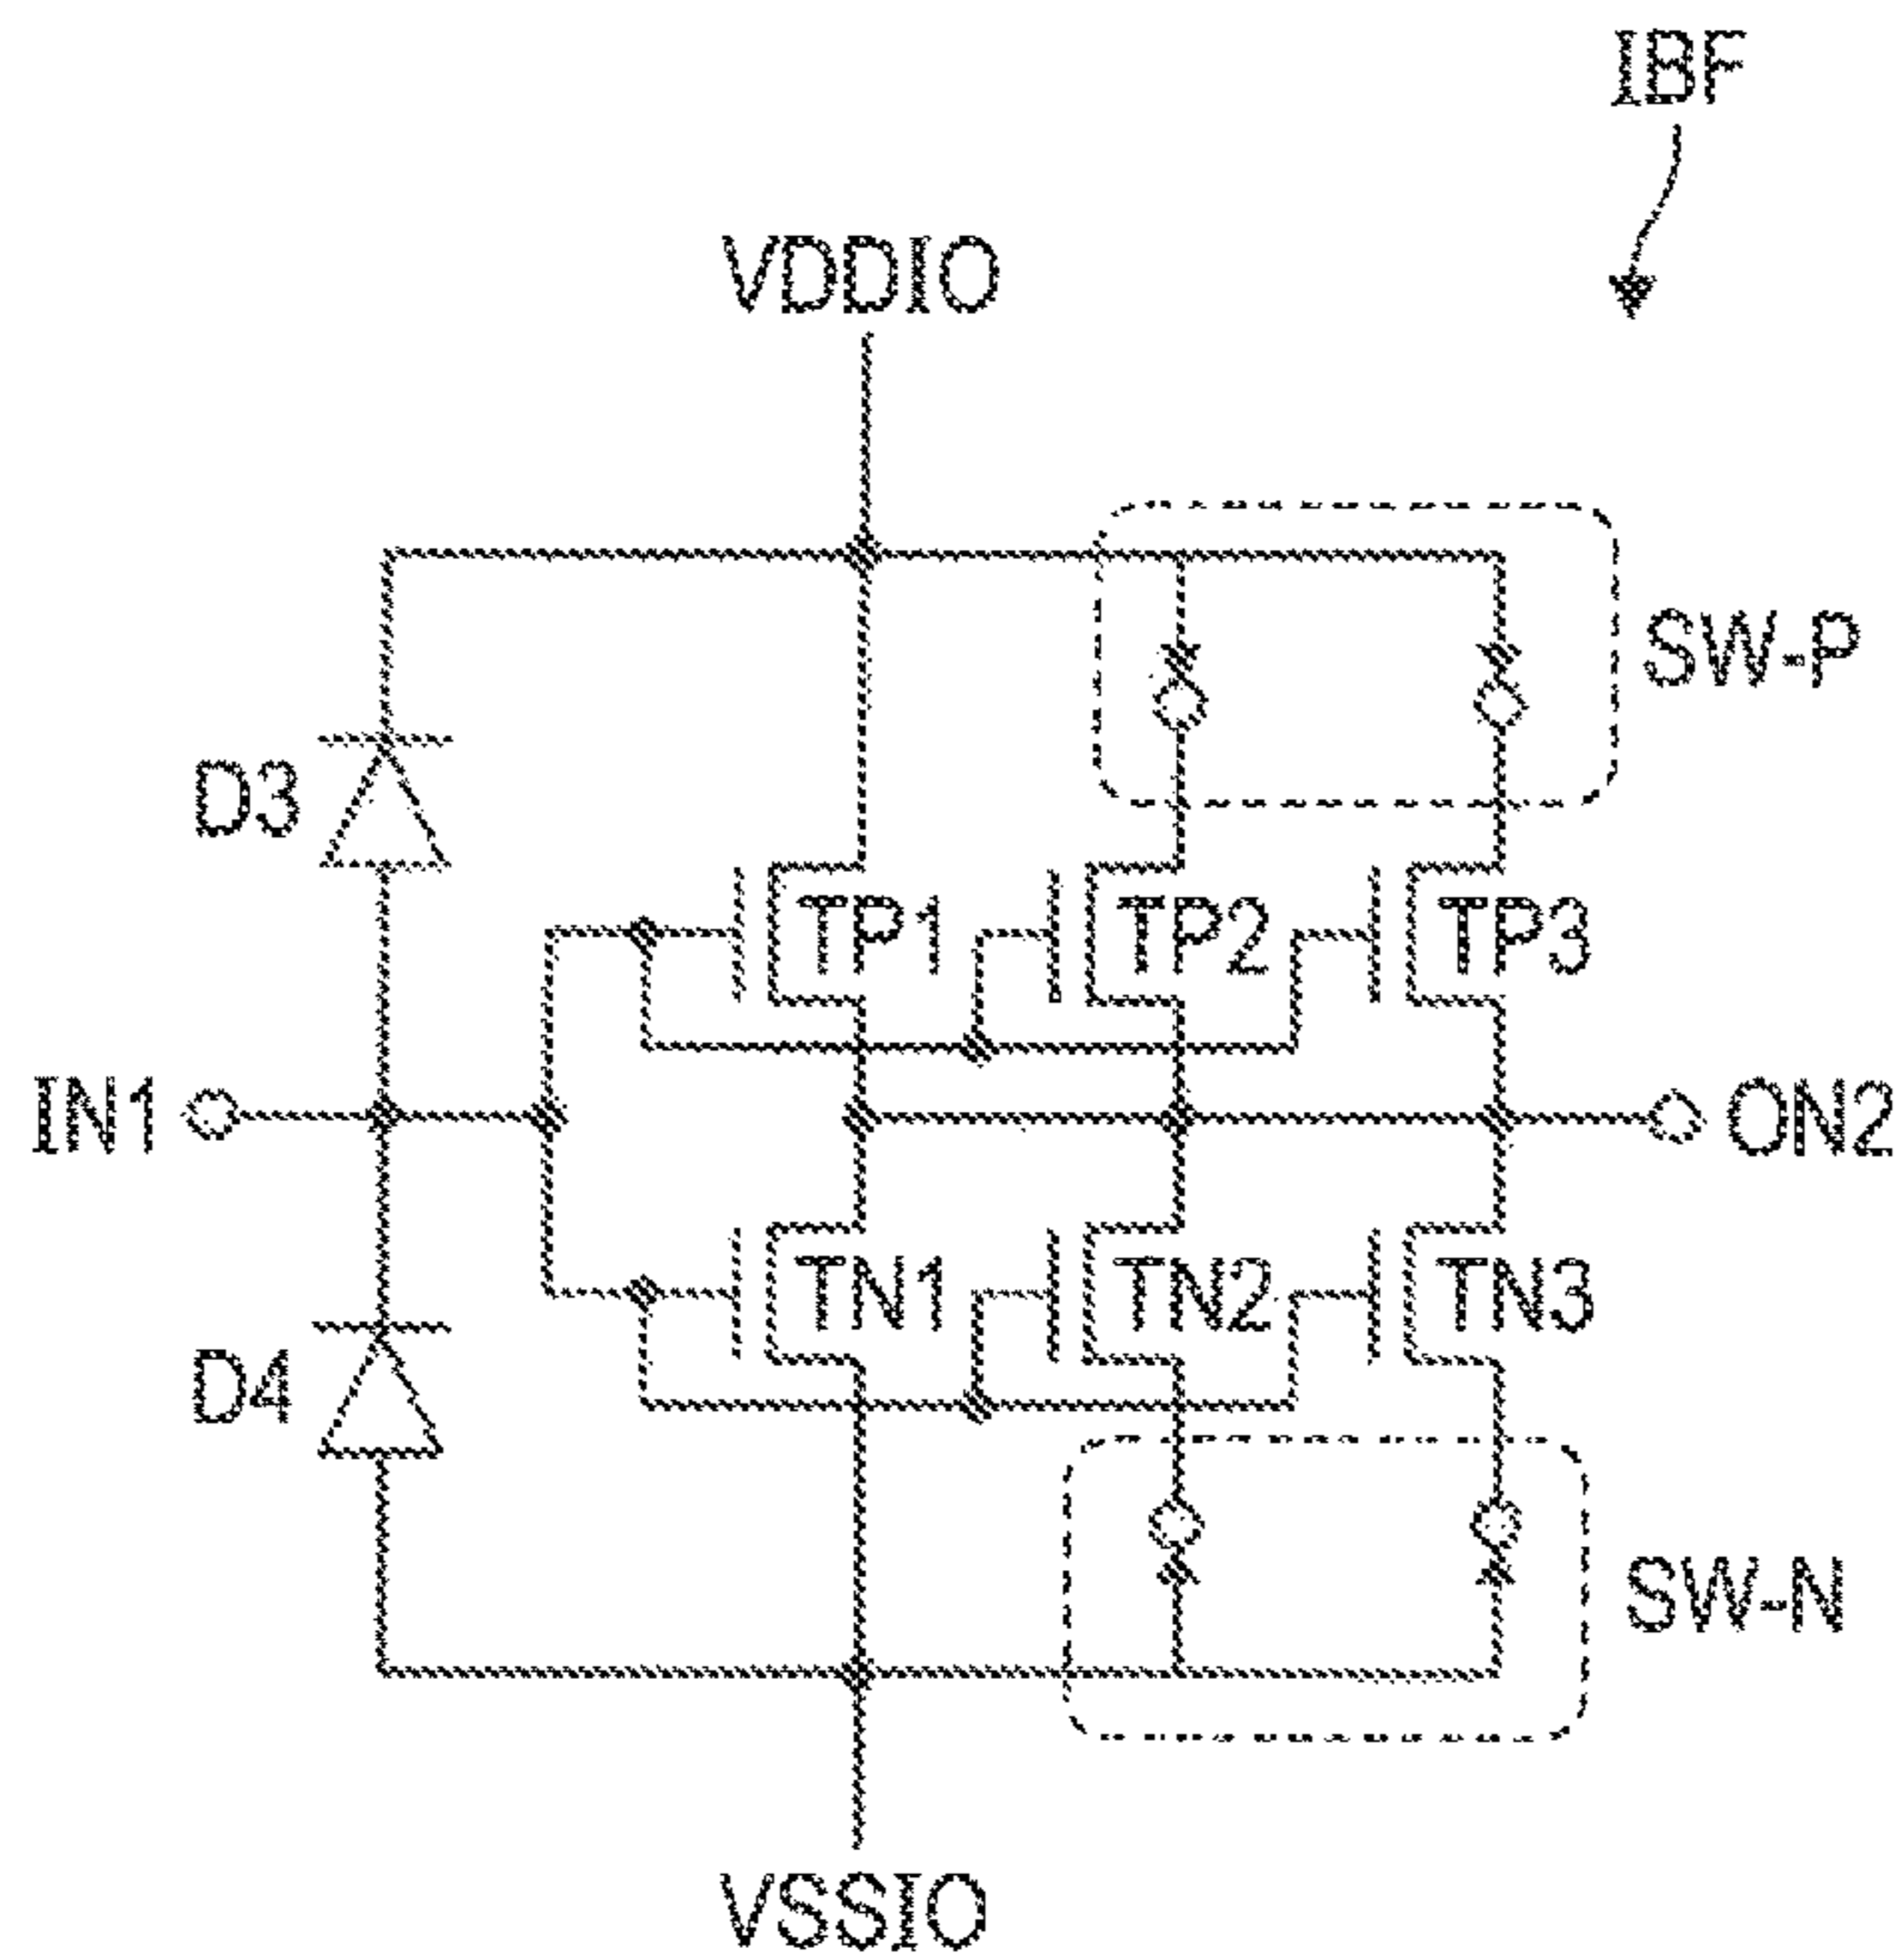 IBF
VDDIO
SW-P
D3
TP1 TP2 TP3
IN1 ON2
TN1 TN2 TN3
D4
SW-N
VSSIO